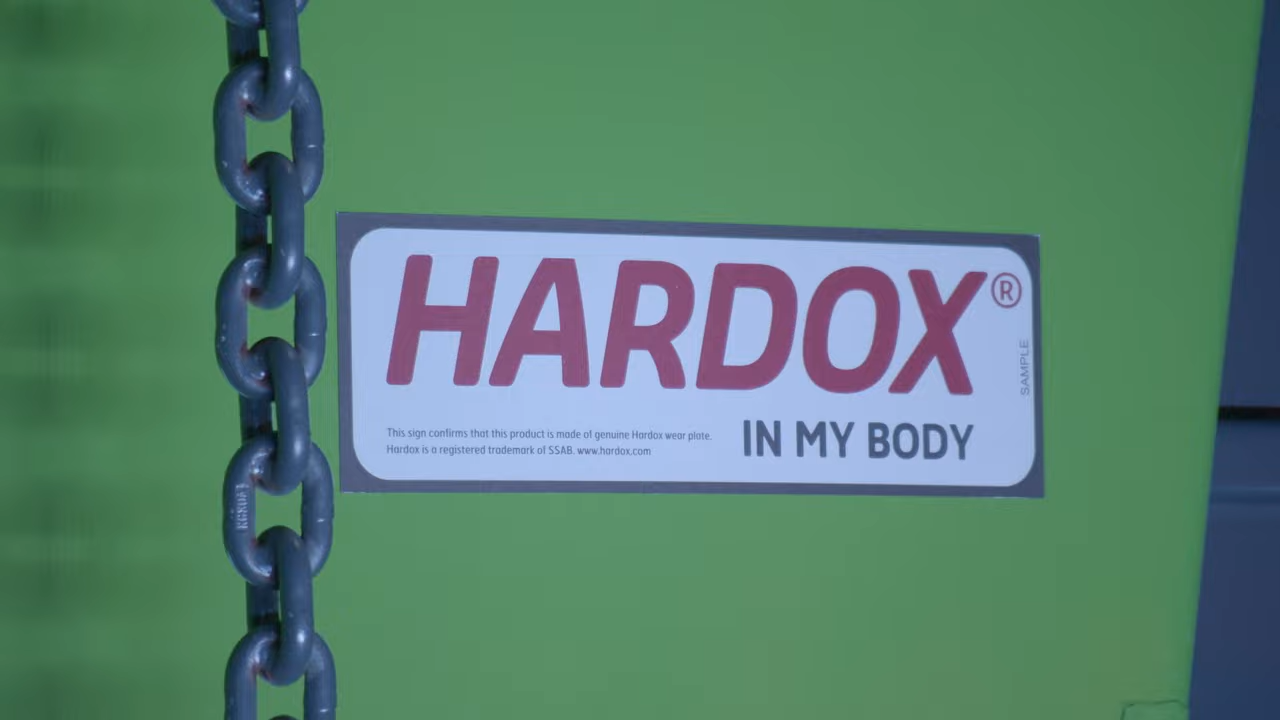 HARDOX®
SAMPLE
This sign confirms that this product is made of genuine Hardox wear plate.
Hardox is a registered trademark of SSAB. www.hardox.com
IN MY BODY